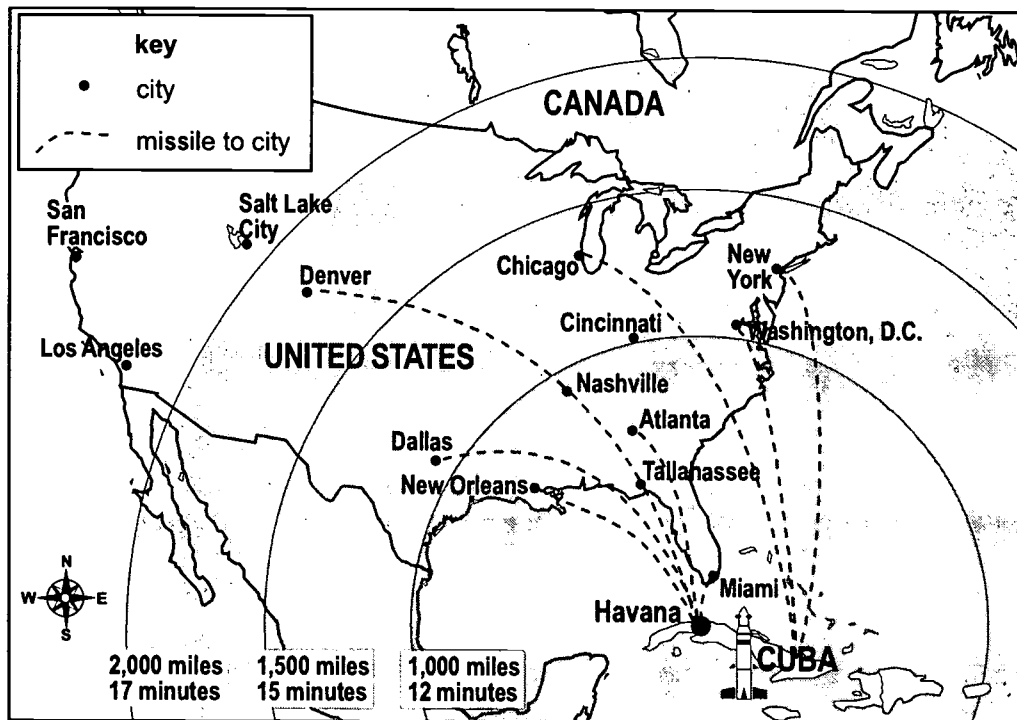 key
city
missile to city
CANADA
San
Francisco
Salt Lake
City
Denver
Chicago
New
York
Cincinnati
Washington, D.C.
Los Angeles
UNITED STATES
Nashville
Atlanta
Dallas
Tallanassee
New Orleans
N
W
E
S
Miami
Havana
CUBA
2,000 miles
17 minutes
1,500 miles
15 minutes
1,000 miles
12 minutes